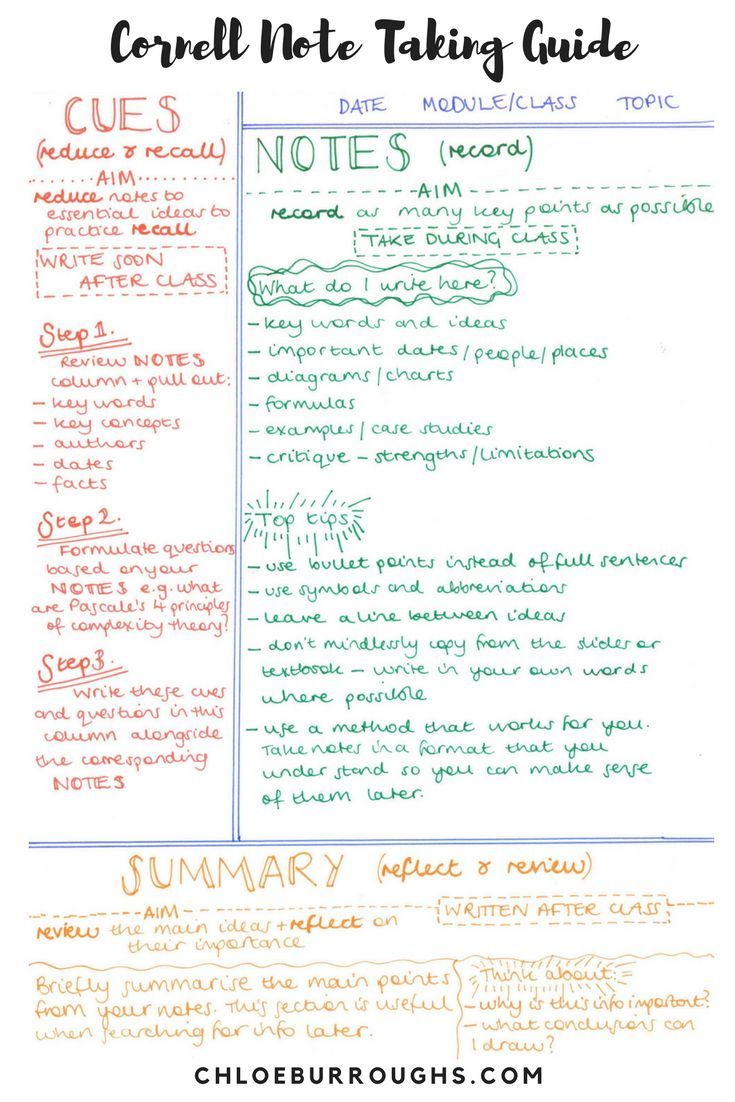 Cornell Note Taking Guide
CUES
(reduce & recall)
AIM
reduce notes to
essential ideas to
practice recall
WRITE SOON
AFTER CLASS
Step 1.
Review NOTES
column + pull out:
- key words
- key concepts
- authors
- dates
- facts
Step 2.
Formulate questions
based on your
NOTES e.g. what
are Pascale's 4 principles
of complexity theory?
Step 3.
Write these cues
and questions in this
column alongside
the corresponding
NOTES
DATE MODULE/CLASS TOPIC
NOTES (record)
AIM
record as many key points as possible
TAKE DURING CLASS
What do I write here?
- key words and ideas
- important dates/people/places
- diagrams/charts
- formulas
- examples/case studies
- critique - strengths/limitations
Top tips
- use bullet points instead of full sentences
- use symbols and abbreviations
- leave a line between ideas
- don't mindlessly copy from the slides or
textbook - write in your own words
where possible
- use a method that works for you.
Take notes in a format that you
understand so you can make sense
of them later.
SUMMARY (reflect & review)
AIM
WRITTEN AFTER CLASS
review the main ideas + reflect on
their importance
Briefly summarise the main points
from your notes. This section is useful
when searching for info later.
Think about:
- why is this info important?
- what conclusions can
I draw?
CHLOEBURROUGHS.COM